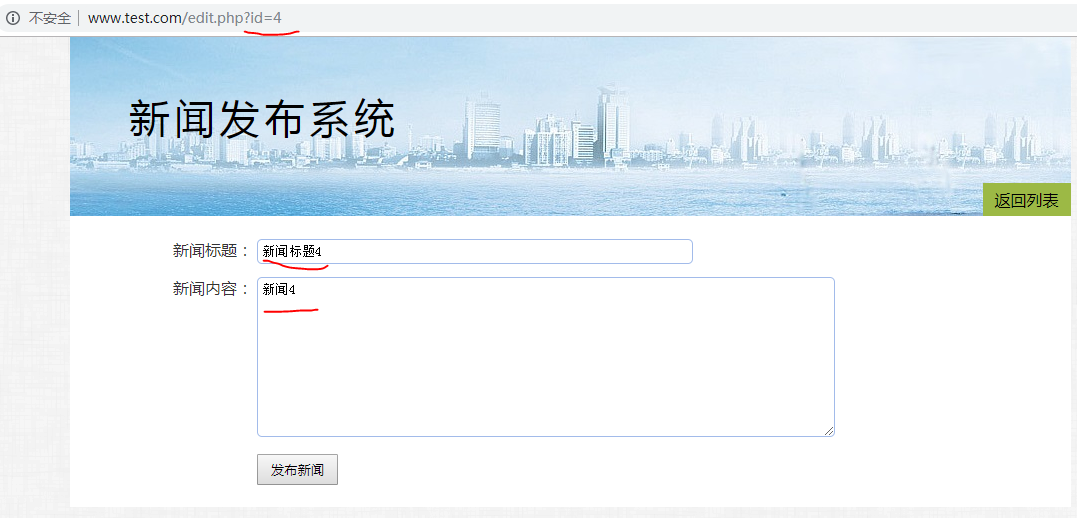 不安全 www.test.com/edit.php?id=4
新闻发布系统
返回列表
新闻标题： 新闻标题4
新闻内容： 新闻4
发布新闻